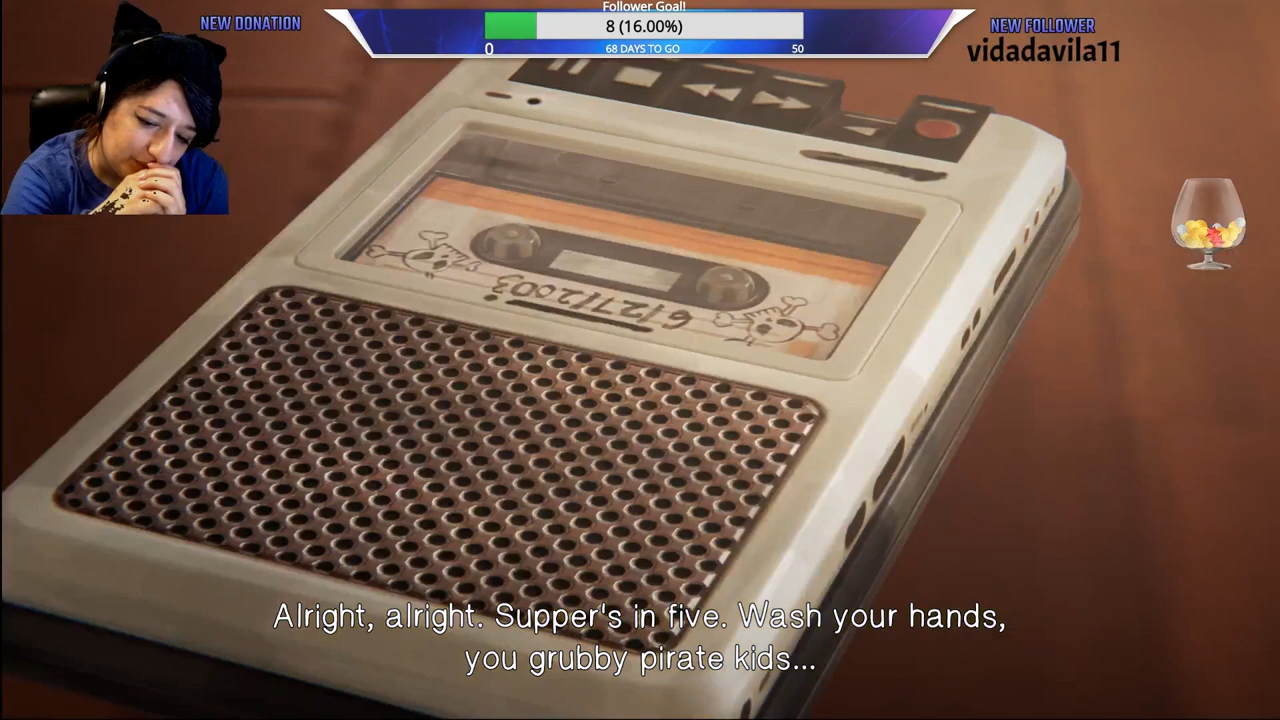 Follower Goal!
NEW DONATION
8 (16.00%)
NEW FOLLOWER
vidadavila11
0
68 DAYS TO GO
50
6/27/2003
Alright, alright. Supper's in five. Wash your hands,
you grubby pirate kids...